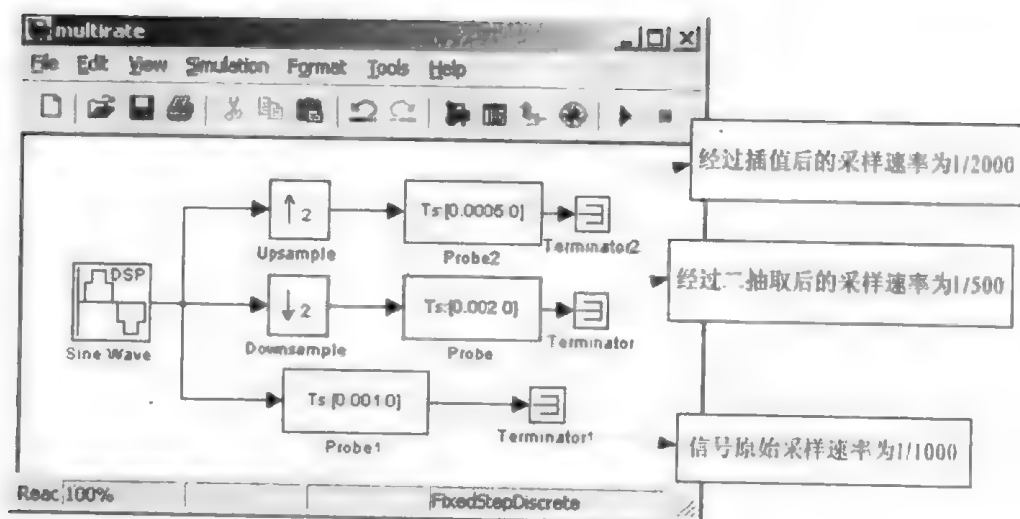 multirate
File Edit View Simulation Format Tools Help
经过插值后的采样速率为1/2000
↑2
Ts:[0.0005 0]
Upsample
Probe2
Terminator2
DSP
经过二抽取后的采样速率为1/500
↓2
Ts:[0.002 0]
Sine Wave
Downsample
Probe
Terminator
Ts:[0.001 0]
Probe1
Terminator1
信号原始采样速率为1/1000
Reac 100%
FixedStepDiscrete